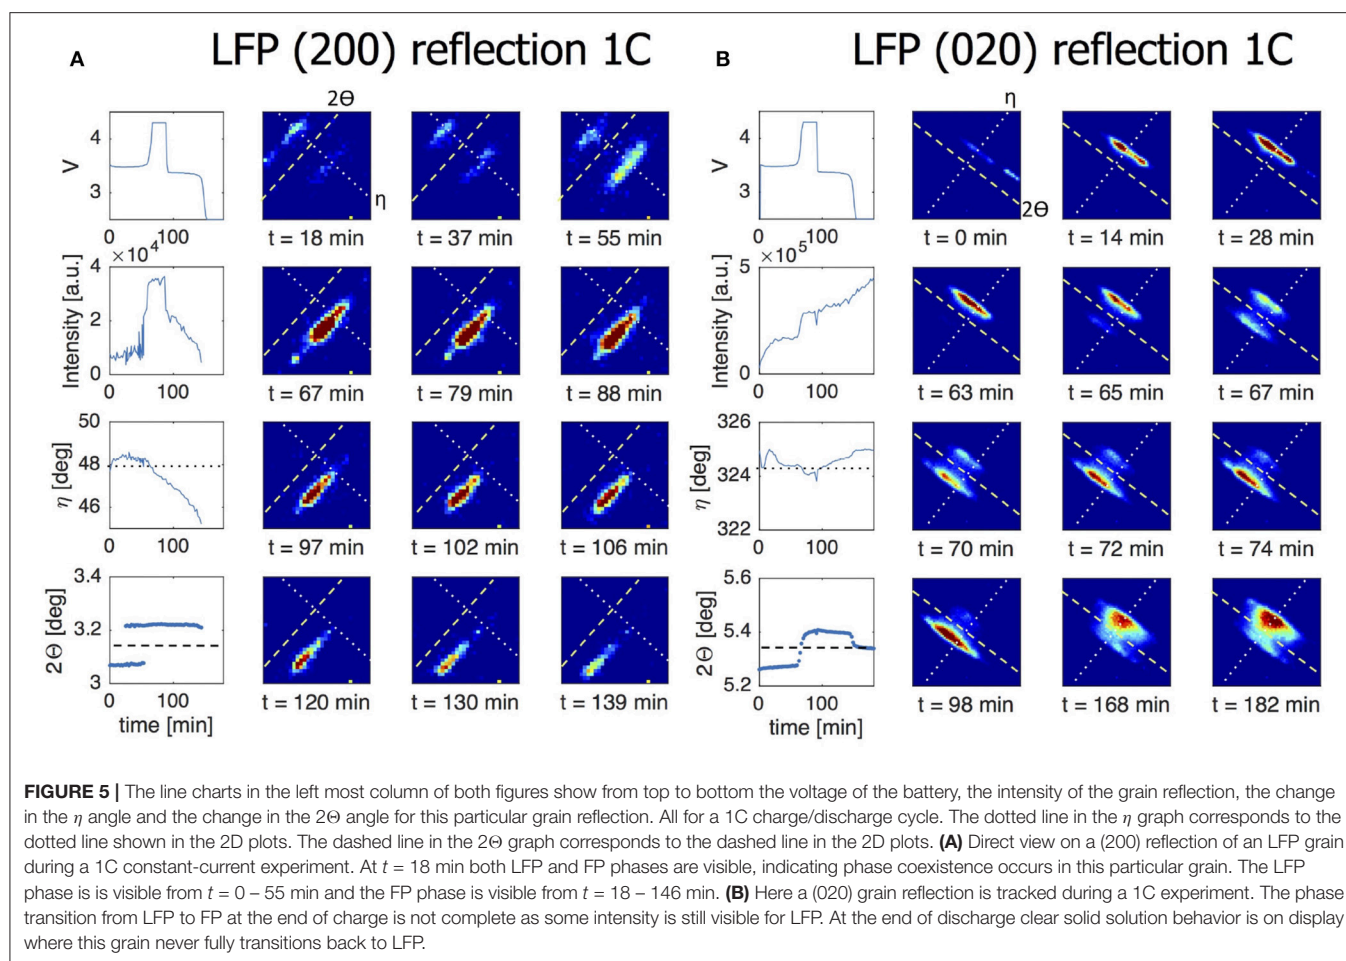 A
LFP (200) reflection 1C
2Θ
4
3
V
0
100
η
t = 18 min
t = 37 min
t = 55 min
×10⁴
4
2
0
Intensity [a.u.]
0
100
t = 67 min
t = 79 min
t = 88 min
50
48
46
η [deg]
0
100
t = 97 min
t = 102 min
t = 106 min
3.4
3.2
3
2Θ [deg]
0
100
time [min]
t = 120 min
t = 130 min
t = 139 min
B
LFP (020) reflection 1C
η
4
3
V
0
100
2Θ
t = 0 min
t = 14 min
t = 28 min
×10⁵
5
0
Intensity [a.u.]
0
100
t = 63 min
t = 65 min
t = 67 min
326
324
322
η [deg]
0
100
t = 70 min
t = 72 min
t = 74 min
5.6
5.4
5.2
2Θ [deg]
0
100
time [min]
t = 98 min
t = 168 min
t = 182 min
FIGURE 5 | The line charts in the left most column of both figures show from top to bottom the voltage of the battery, the intensity of the grain reflection, the change
in the η angle and the change in the 2Θ angle for this particular grain reflection. All for a 1C charge/discharge cycle. The dotted line in the η graph corresponds to the
dotted line shown in the 2D plots. The dashed line in the 2Θ graph corresponds to the dashed line in the 2D plots. (A) Direct view on a (200) reflection of an LFP grain
during a 1C constant-current experiment. At t = 18 min both LFP and FP phases are visible, indicating phase coexistence occurs in this particular grain. The LFP
phase is is visible from t = 0 – 55 min and the FP phase is visible from t = 18 – 146 min. (B) Here a (020) grain reflection is tracked during a 1C experiment. The phase
transition from LFP to FP at the end of charge is not complete as some intensity is still visible for LFP. At the end of discharge clear solid solution behavior is on display
where this grain never fully transitions back to LFP.